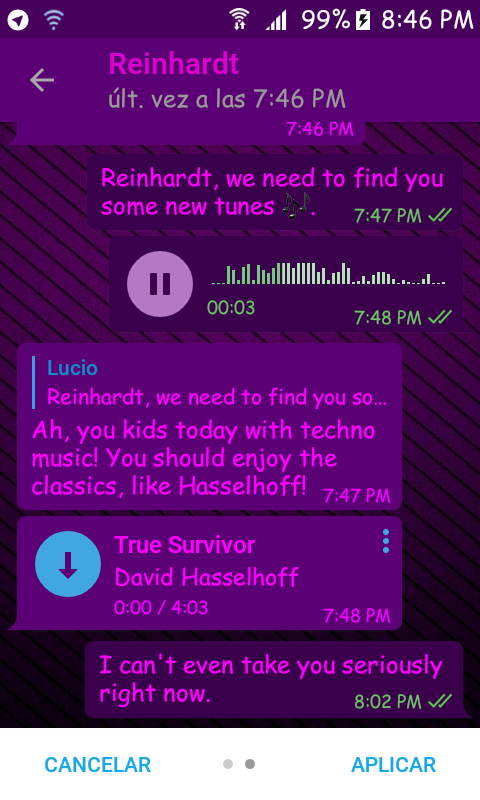 99% 8:46 PM
Reinhardt
últ. vez a las 7:46 PM
7:46 PM
Reinhardt, we need to find you
some new tunes 🎶. 7:47 PM
00:03 7:48 PM
Lucio
Reinhardt, we need to find you so...
Ah, you kids today with techno
music! You should enjoy the
classics, like Hasselhoff! 7:47 PM
True Survivor
David Hasselhoff
0:00 / 4:03 7:48 PM
I can't even take you seriously
right now. 8:02 PM
CANCELAR APLICAR